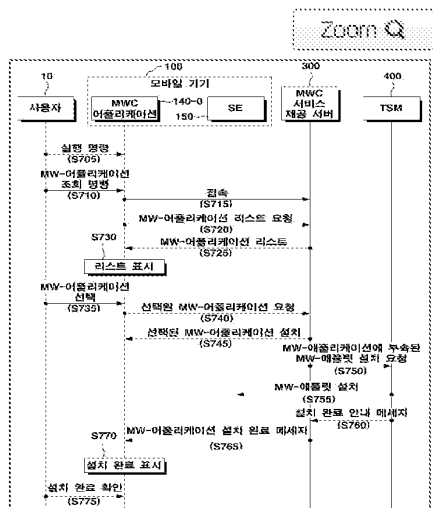 Zoom
100
모바일 기기
10
사용자
MWC
어플리케이션
140-0
150
SE
300
MWC
서비스
제공 서버
400
TSM
실행 명령
(S705)
MW-어플리케이션
조회 명령
(S710)
접속
(S715)
MW-어플리케이션 리스트 요청
(S720)
MW-어플리케이션 리스트
(S725)
S730
리스트 표시
MW-어플리케이션
선택
(S735)
선택된 MW-어플리케이션 요청
(S740)
선택된 MW-어플리케이션 설치
(S745)
MW-애플리케이션에 부속된
MW-애플릿 설치 요청
(S750)
MW-애플릿 설치
(S755)
설치 완료 안내 메세지
(S760)
MW-어플리케이션 설치 완료 메세지
(S765)
S770
설치 완료 표시
설치 완료 확인
(S775)